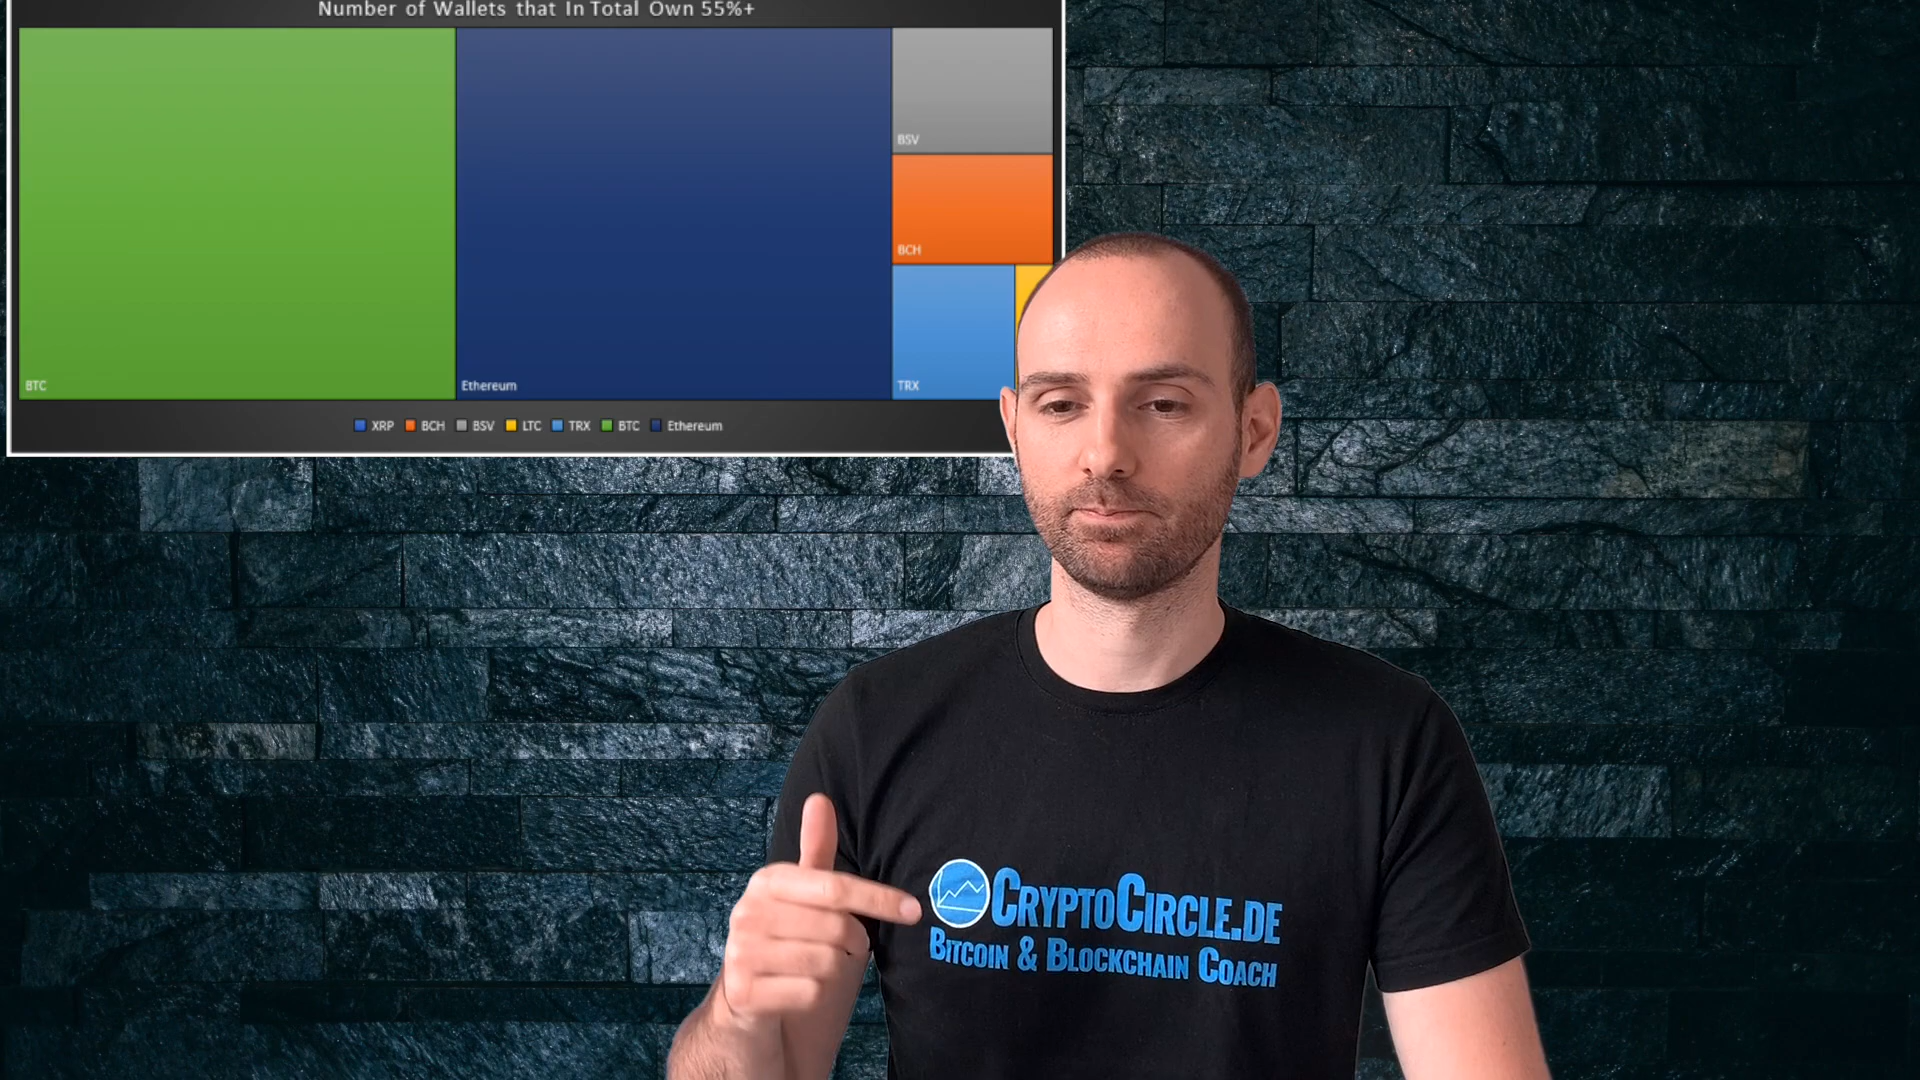 Number of Wallets that In Total Own 55%+
BSV
BCH
BTC
Ethereum
TRX
XRP BCH BSV LTC TRX BTC Ethereum
CRYPTOCIRCLE.DE
BITCOIN & BLOCKCHAIN COACH